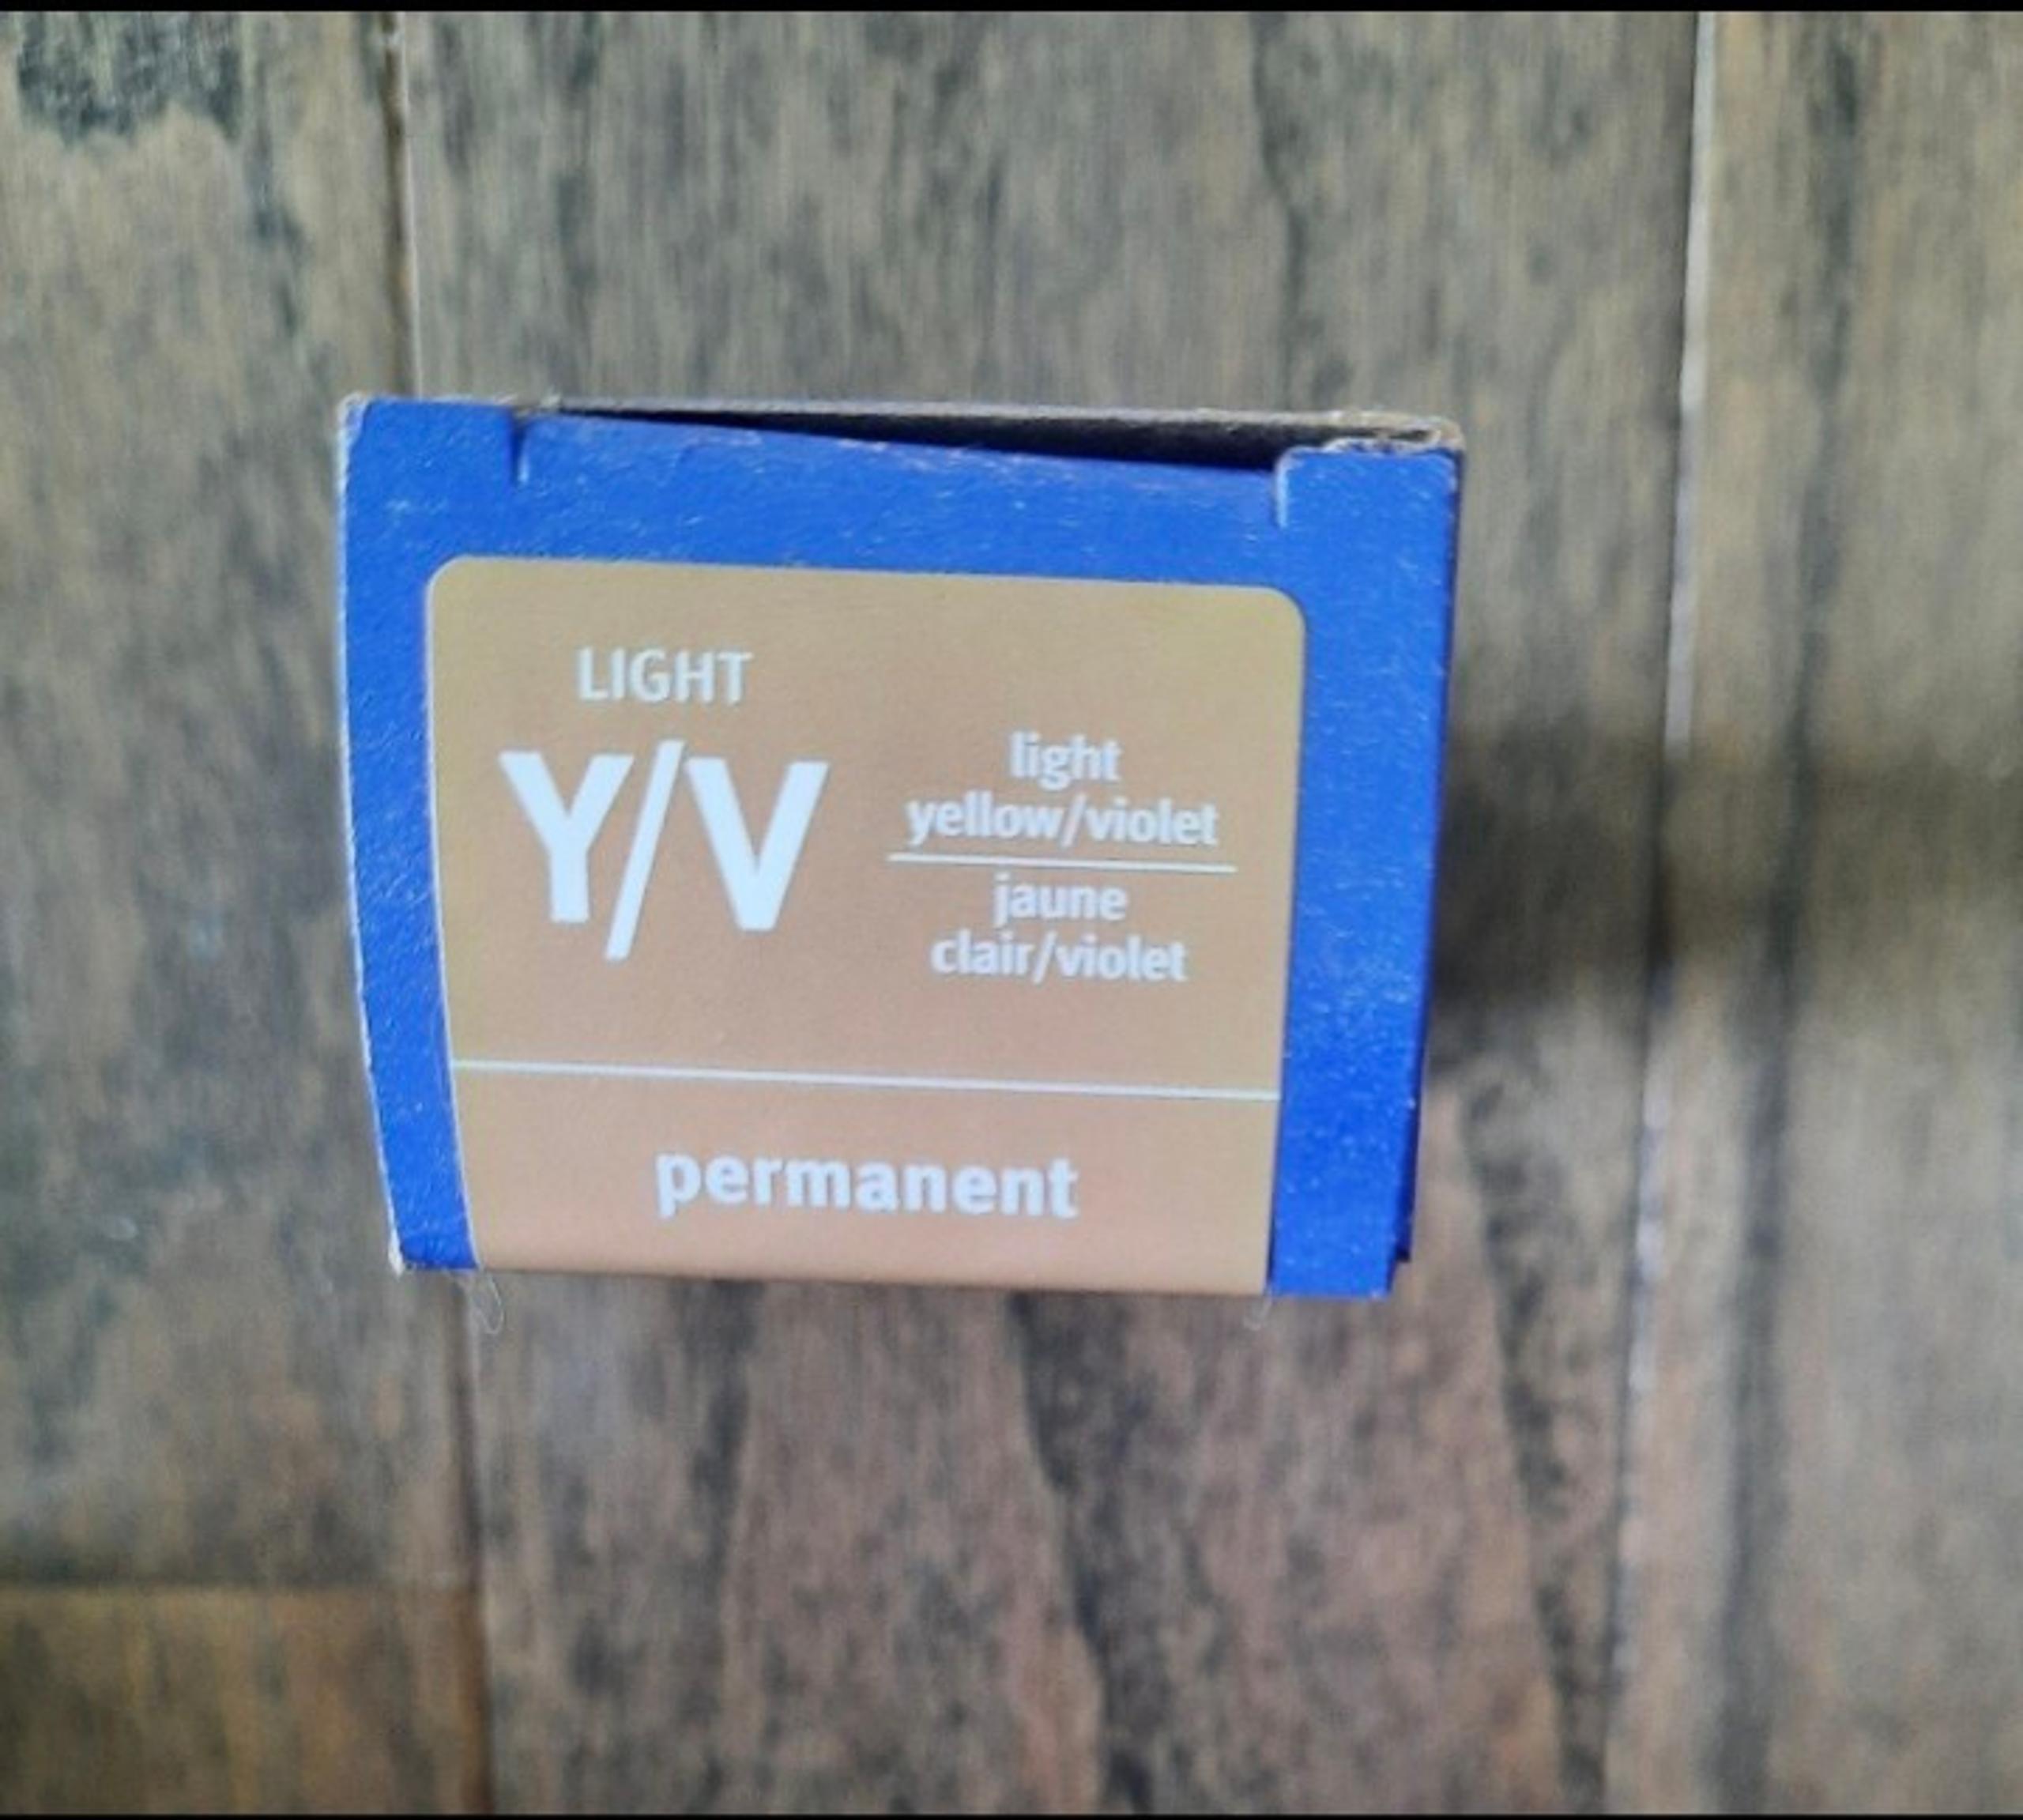 LIGHT
Y/V
light
yellow/violet
jaune
clair/violet
permanent